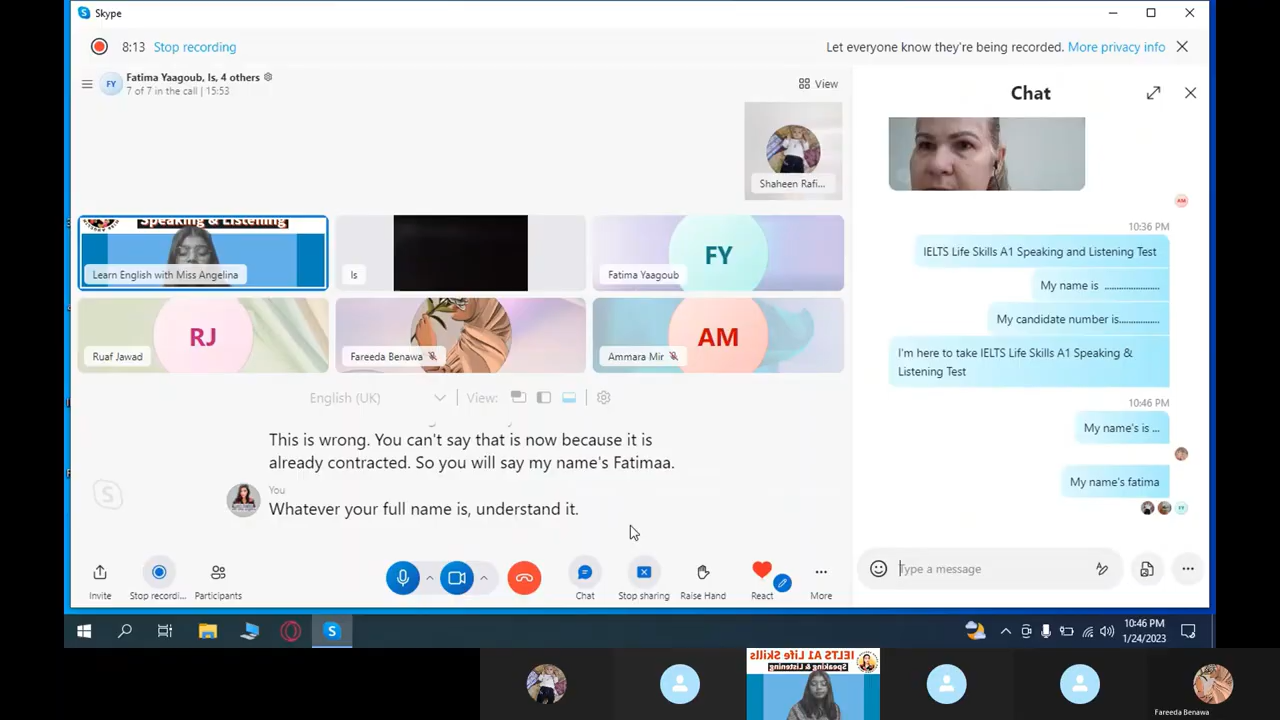 Skype
8:13 Stop recording
Let everyone know they're being recorded. More privacy info
FY
Fatima Yaagoub, Is, 4 others
7 of 7 in the call | 15:53
View
Chat
Shaheen Rafi...
AM
10:36 PM
IELTS Life Skills A1 Speaking and Listening Test
My name is .......................
My candidate number is...............
I'm here to take IELTS Life Skills A1 Speaking &
Listening Test
10:46 PM
My name's is ...
My name's fatima
FY
Speaking & Listening
Learn English with Miss Angelina
Is
FY
Fatima Yaagoub
RJ
Ruaf Jawad
Fareeda Benawa
AM
Ammara Mir
English (UK)
View:
This is wrong. You can't say that is now because it is
already contracted. So you will say my name's Fatimaa.
You
Whatever your full name is, understand it.
Invite
Stop recordi...
Participants
Chat
Stop sharing
Raise Hand
React
More
Type a message
10:46 PM
1/24/2023
IELTS A1 Life Skills
Speaking & Listening
Fareeda Benawa